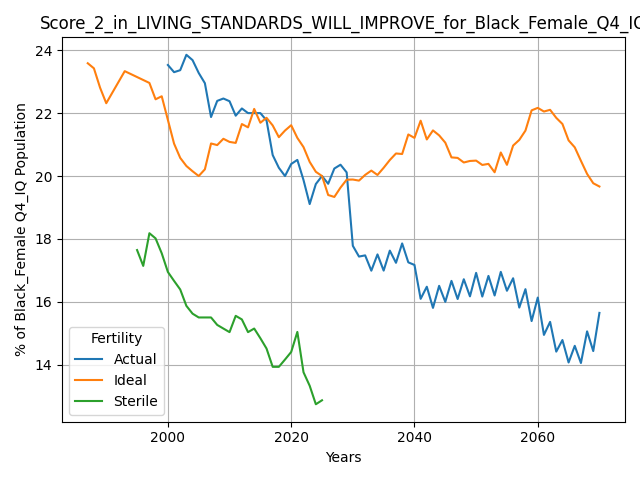 Score_2_in_LIVING_STANDARDS_WILL_IMPROVE_for_Black_Female_Q4_IQ
% of Black_Female Q4_IQ Population
24
22
20
18
16
14
Fertility
Actual
Ideal
Sterile
2000
2020
2040
2060
Years